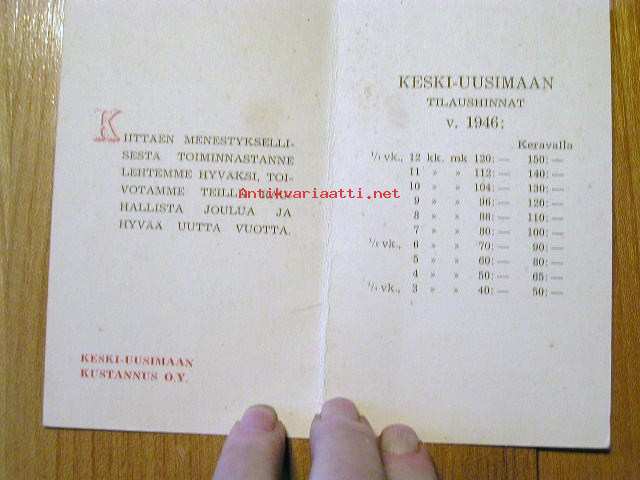 KIITTAEN MENESTYKSELLI-
SESTA TOIMINNASTANNE
LEHTEMME HYVAKSI, TOI-
VOTAMME TEILLE
HALLISTA JOULUA JA
HYVÄÄ UUTTA VUOTTA.
KESKI-UUSIMAAN
KUSTANNUS O.Y.
KESKI-UUSIMAAN
TILAUSHINNAT
v. 1946:
Keravalla
1/1 vk., 12 kk. mk 120:— 150:—
11 » » 112:— 140:—
10 » » 104:— 130:—
9 » » 96:— 120:—
8 » » 88:— 110:—
7 » » 80:— 100:—
1/2 vk., 6 » » 70:— 90:—
5 » » 60:— 80:—
4 » » 50:— 65:—
1/4 vk., 3 » » 40:— 50:—
Antikvariaatti.net